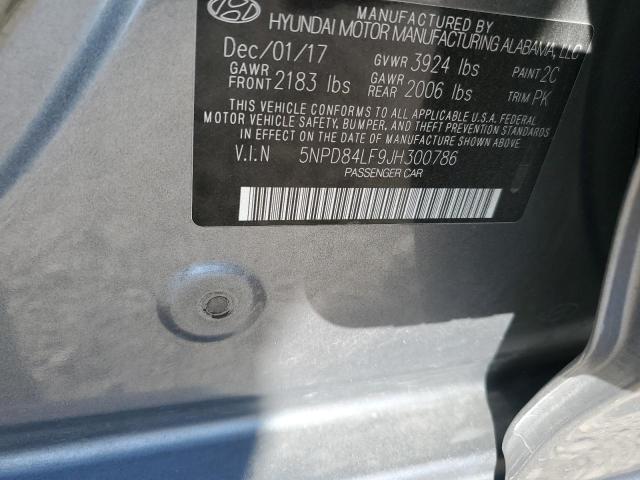 MANUFACTURED BY
HYUNDAI MOTOR MANUFACTURING ALABAMA, LLC
Dec/01/17 GVWR 3924 lbs PAINT 2C
GAWR FRONT 2183 lbs GAWR REAR 2006 lbs TRIM PK
THIS VEHICLE CONFORMS TO ALL APPLICABLE U.S.A. FEDERAL
MOTOR VEHICLE SAFETY, BUMPER, AND THEFT PREVENTION STANDARDS
IN EFFECT ON THE DATE OF MANUFACTURE SHOWN ABOVE.
V.I.N 5NPD84LF9JH300786
PASSENGER CAR